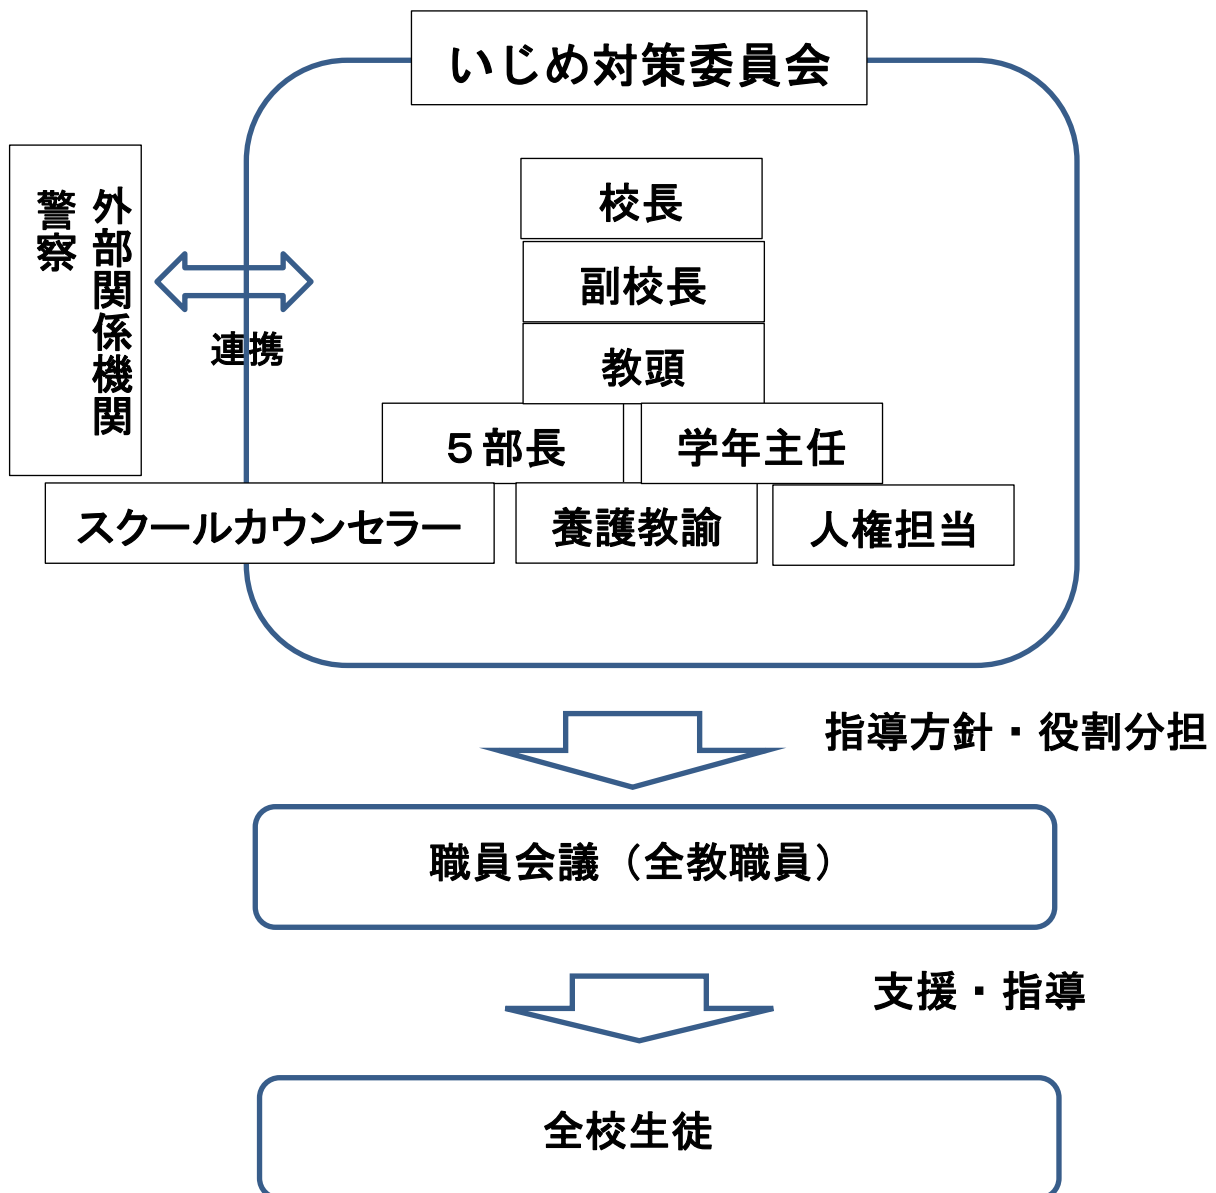 いじめ対策委員会
外部関係機関
警察
連携
校長
副校長
教頭
５部長
学年主任
スクールカウンセラー
養護教諭
人権担当
指導方針・役割分担
職員会議（全教職員）
支援・指導
全校生徒